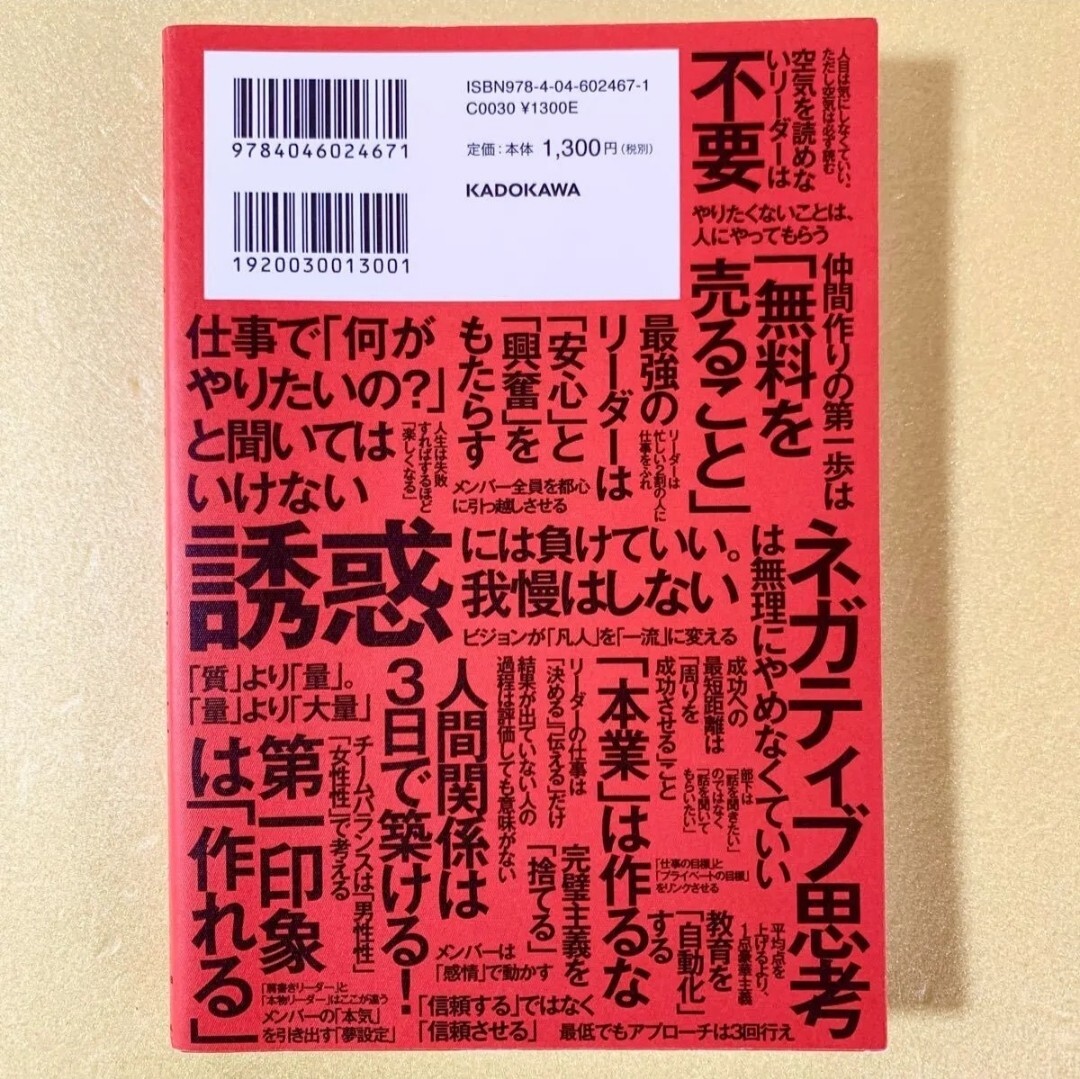 ISBN978-4-04-602467-1
C0030 ¥1300E
9784046024671
定価:本体 1,300円(税別)
KADOKAWA
1920030013001
人目は気にしなくていい。
ただし空気は必ず読む
空気を読めな
いリーダーは
不要
やりたくないことは、
人にやってもらう
仲間作りの第一歩は
「無料を
売ること」
最強の
リーダーは
「安心」と
「興奮」を
もたらす
リーダーは
忙しい2割の人に
仕事をふれ
仕事で「何が
やりたいの?」
と聞いては
いけない
人生は失敗
すればするほど
「楽しくなる」
メンバー全員を都心
に引っ越しさせる
誘惑
には負けていい。
我慢はしない
ビジョンが「凡人」を「一流」に変える
ネガティブ思考
は無理にやめなくていい
成功への
最短距離は
「周りを
成功させる」こと
部下は
「話を聞きたい」
のではなく
「話を聞いて
もらいたい」
「仕事の目標」と
「プライベートの目標」
をリンクさせる
「本業」は作るな
リーダーの仕事は
「決める」「伝える」だけ
結果が出ていない人の
過程は評価しても意味がない
人間関係は
3日で築ける!
「質」より「量」。
「量」より「大量」
第一印象
は「作れる」
チームバランスは「男性性」
「女性性」で考える
完璧主義を
「捨てる」
メンバーは
「感情」で動かす
教育を
「自動化」
する
平均点を
上げるより、
1点豪華主義
「肩書きリーダー」と
「本物リーダー」はここが違う
メンバーの「本気」
を引き出す「夢設定」
「信頼する」ではなく
「信頼させる」
最低でもアプローチは3回行え